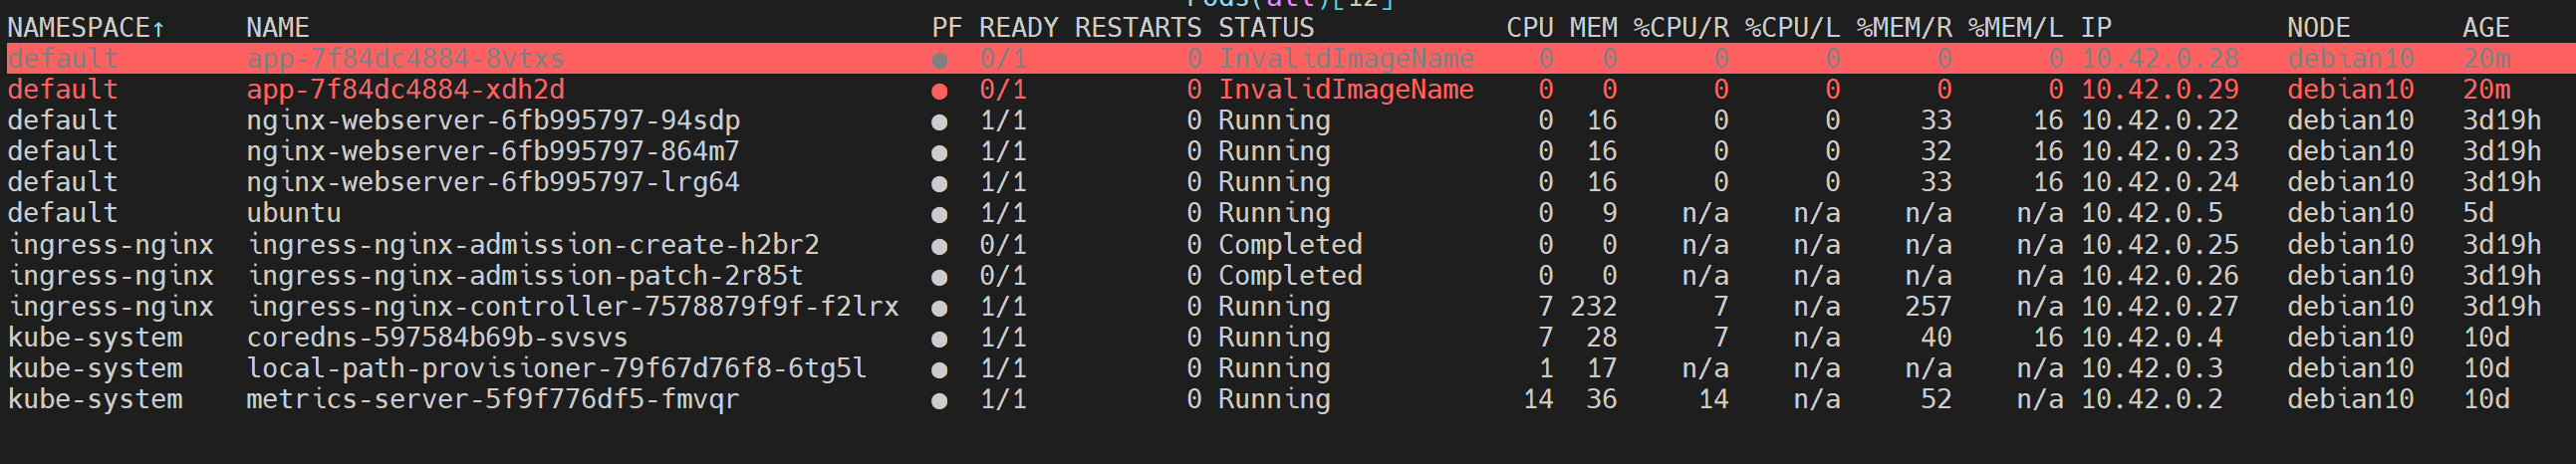 Pods(all)[12]
NAMESPACE↑ NAME PF READY RESTARTS STATUS CPU MEM %CPU/R %CPU/L %MEM/R %MEM/L IP NODE AGE
default app-7f84dc4884-8vtxs ● 0/1 0 InvalidImageName 0 0 0 0 0 0 10.42.0.28 debian10 20m
default app-7f84dc4884-xdh2d ● 0/1 0 InvalidImageName 0 0 0 0 0 0 10.42.0.29 debian10 20m
default nginx-webserver-6fb995797-94sdp ● 1/1 0 Running 0 16 0 0 33 16 10.42.0.22 debian10 3d19h
default nginx-webserver-6fb995797-864m7 ● 1/1 0 Running 0 16 0 0 32 16 10.42.0.23 debian10 3d19h
default nginx-webserver-6fb995797-lrg64 ● 1/1 0 Running 0 16 0 0 33 16 10.42.0.24 debian10 3d19h
default ubuntu ● 1/1 0 Running 0 9 n/a n/a n/a n/a 10.42.0.5 debian10 5d
ingress-nginx ingress-nginx-admission-create-h2br2 ● 0/1 0 Completed 0 0 n/a n/a n/a n/a 10.42.0.25 debian10 3d19h
ingress-nginx ingress-nginx-admission-patch-2r85t ● 0/1 0 Completed 0 0 n/a n/a n/a n/a 10.42.0.26 debian10 3d19h
ingress-nginx ingress-nginx-controller-7578879f9f-f2lrx ● 1/1 0 Running 7 232 7 n/a 257 n/a 10.42.0.27 debian10 3d19h
kube-system coredns-597584b69b-svsvs ● 1/1 0 Running 7 28 7 n/a 40 16 10.42.0.4 debian10 10d
kube-system local-path-provisioner-79f67d76f8-6tg5l ● 1/1 0 Running 1 17 n/a n/a n/a n/a 10.42.0.3 debian10 10d
kube-system metrics-server-5f9f776df5-fmvqr ● 1/1 0 Running 14 36 14 n/a 52 n/a 10.42.0.2 debian10 10d